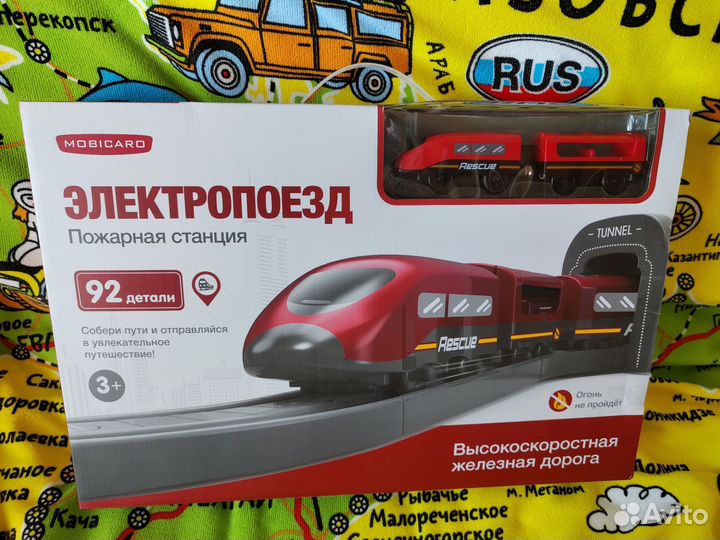 Перекопск
RUS
MOBICARO
ЭЛЕКТРОПОЕЗД
Пожарная станция
92 детали
Собери пути и отправляйся
в увлекательное
путешествие!
3+
Rescue
TUNNEL
Rescue
Огонь
не пройдёт
Высокоскоростная
железная дорога
Кача
Рыбачье
Малореченское
м. Меганом
Avito